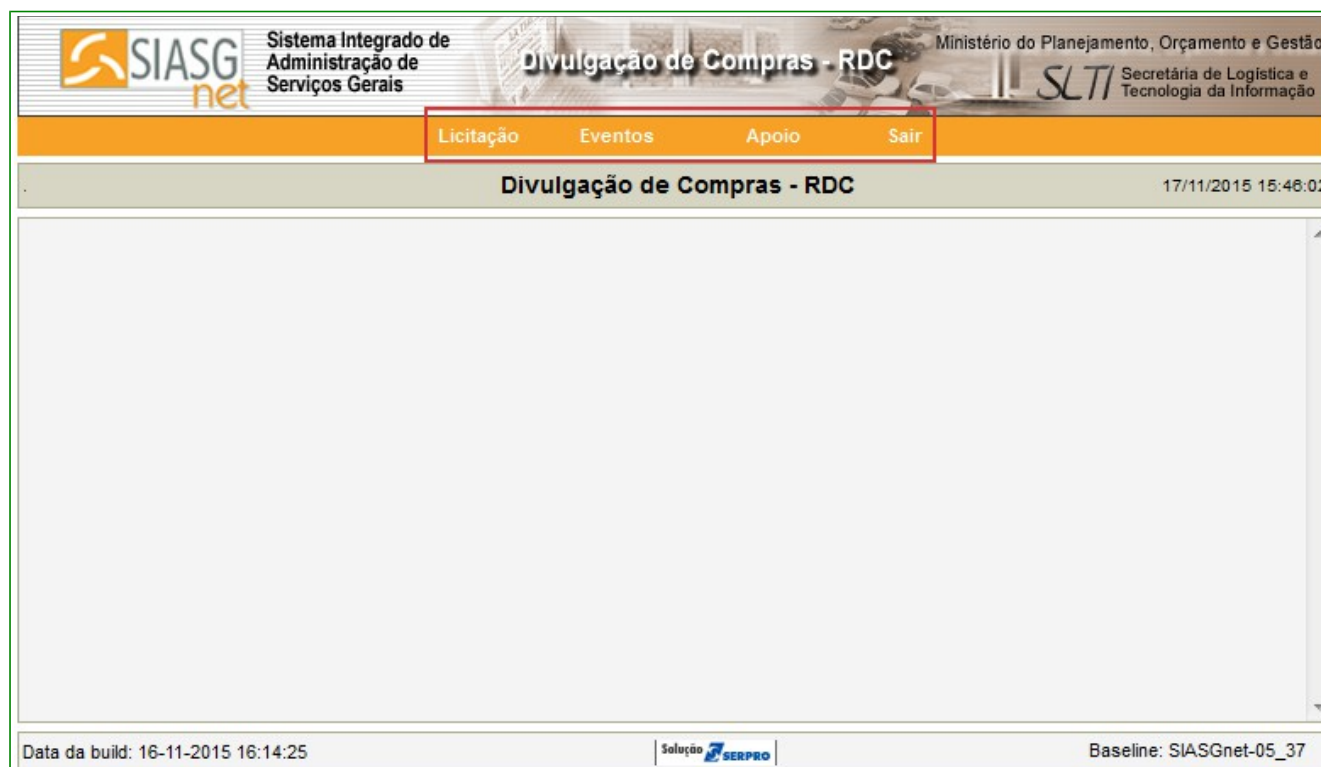 SIASG
net
Sistema Integrado de
Administração de
Serviços Gerais
Divulgação de Compras - RDC
Ministério do Planejamento, Orçamento e Gestão
SLTI
Secretária de Logística e
Tecnologia da Informação
Licitação Eventos Apoio Sair
. Divulgação de Compras - RDC 17/11/2015 15:46:02
Data da build: 16-11-2015 16:14:25
Solução SERPRO
Baseline: SIASGnet-05_37